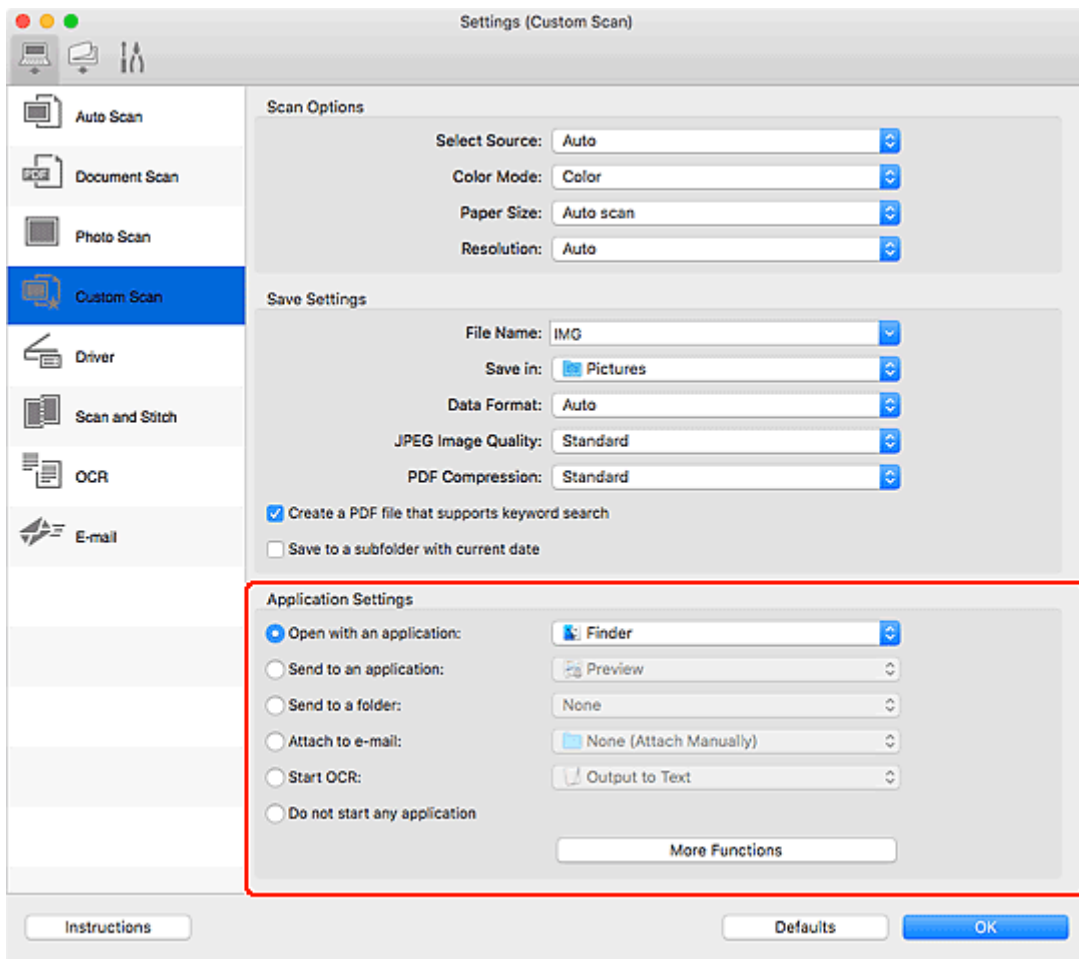 Settings (Custom Scan)
Auto Scan
PDF
Document Scan
Photo Scan
Custom Scan
Driver
Scan and Stitch
OCR
E-mail
Scan Options
Select Source: Auto
Color Mode: Color
Paper Size: Auto scan
Resolution: Auto
Save Settings
File Name: IMG
Save in: Pictures
Data Format: Auto
JPEG Image Quality: Standard
PDF Compression: Standard
Create a PDF file that supports keyword search
Save to a subfolder with current date
Application Settings
Open with an application: Finder
Send to an application: Preview
Send to a folder: None
Attach to e-mail: None (Attach Manually)
Start OCR: Output to Text
Do not start any application
More Functions
Instructions Defaults OK